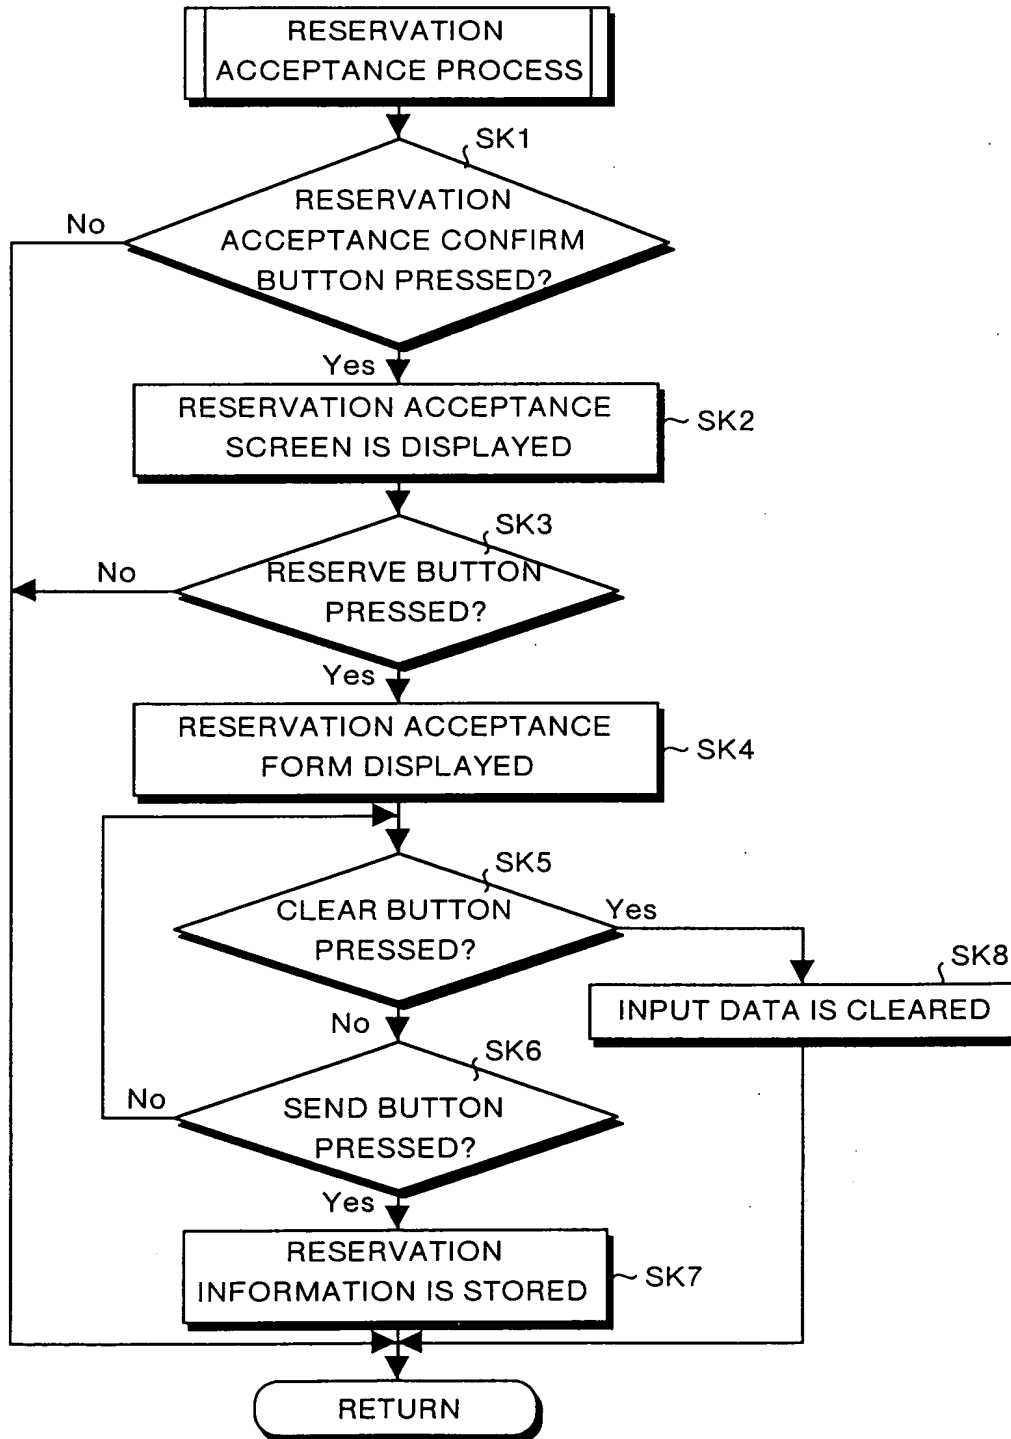 RESERVATION
ACCEPTANCE PROCESS
SK1
RESERVATION
ACCEPTANCE CONFIRM
BUTTON PRESSED?
No
Yes
RESERVATION ACCEPTANCE
SCREEN IS DISPLAYED
SK2
SK3
RESERVE BUTTON
PRESSED?
No
Yes
RESERVATION ACCEPTANCE
FORM DISPLAYED
SK4
SK5
CLEAR BUTTON
PRESSED?
Yes
SK8
INPUT DATA IS CLEARED
No
SK6
SEND BUTTON
PRESSED?
No
Yes
RESERVATION
INFORMATION IS STORED
SK7
RETURN